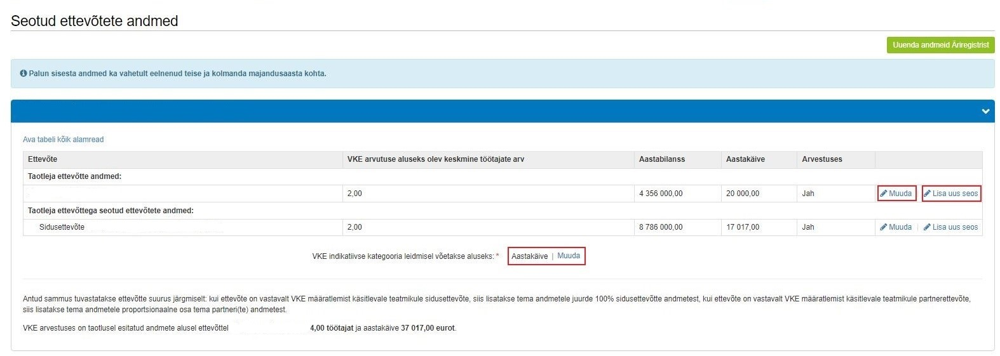 Seotud ettevõtete andmed
Uuenda andmeid Äriregistrist
Palun sisesta andmed ka vahetult eelnenud teise ja kolmanda majandusaasta kohta.
Ava tabeli kõik alamread
Ettevõte VKE arvutuse aluseks olev keskmine töötajate arv Aastabilanss Aastakäive Arvestuses
Taotleja ettevõtte andmed:
2,00 4 356 000,00 20 000,00 Jah Muuda Lisa uus seos
Taotleja ettevõttega seotud ettevõtete andmed:
Sidusettevõte 2,00 8 786 000,00 17 017,00 Jah Muuda | Lisa uus seos
VKE indikatiivse kategooria leidmisel võetakse aluseks: * Aastakäive | Muuda
Antud sammus tuvastatakse ettevõtte suurus järgmiselt: kui ettevõte on vastavalt VKE määratlemist käsitlevale teatmikule sidusettevõte, siis lisatakse tema andmetele juurde 100% sidusettevõtte andmetest, kui ettevõte on vastavalt VKE määratlemist käsitlevale teatmikule partnerettevõte,
siis lisatakse tema andmetele proportsionaalne osa tema partneri(te) andmetest.
VKE arvestuses on taotlusel esitatud andmete alusel ettevõttel 4,00 töötajat ja aastakäive 37 017,00 eurot.